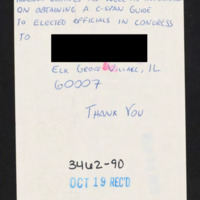 ON OBTAINING A C-SPAN GUIDE
TO ELECTED OFFICIALS IN CONGRESS
TO
ELK GROVE VILLAGE, IL
60007
THANK YOU
3462-90
OCT 19 REC'D